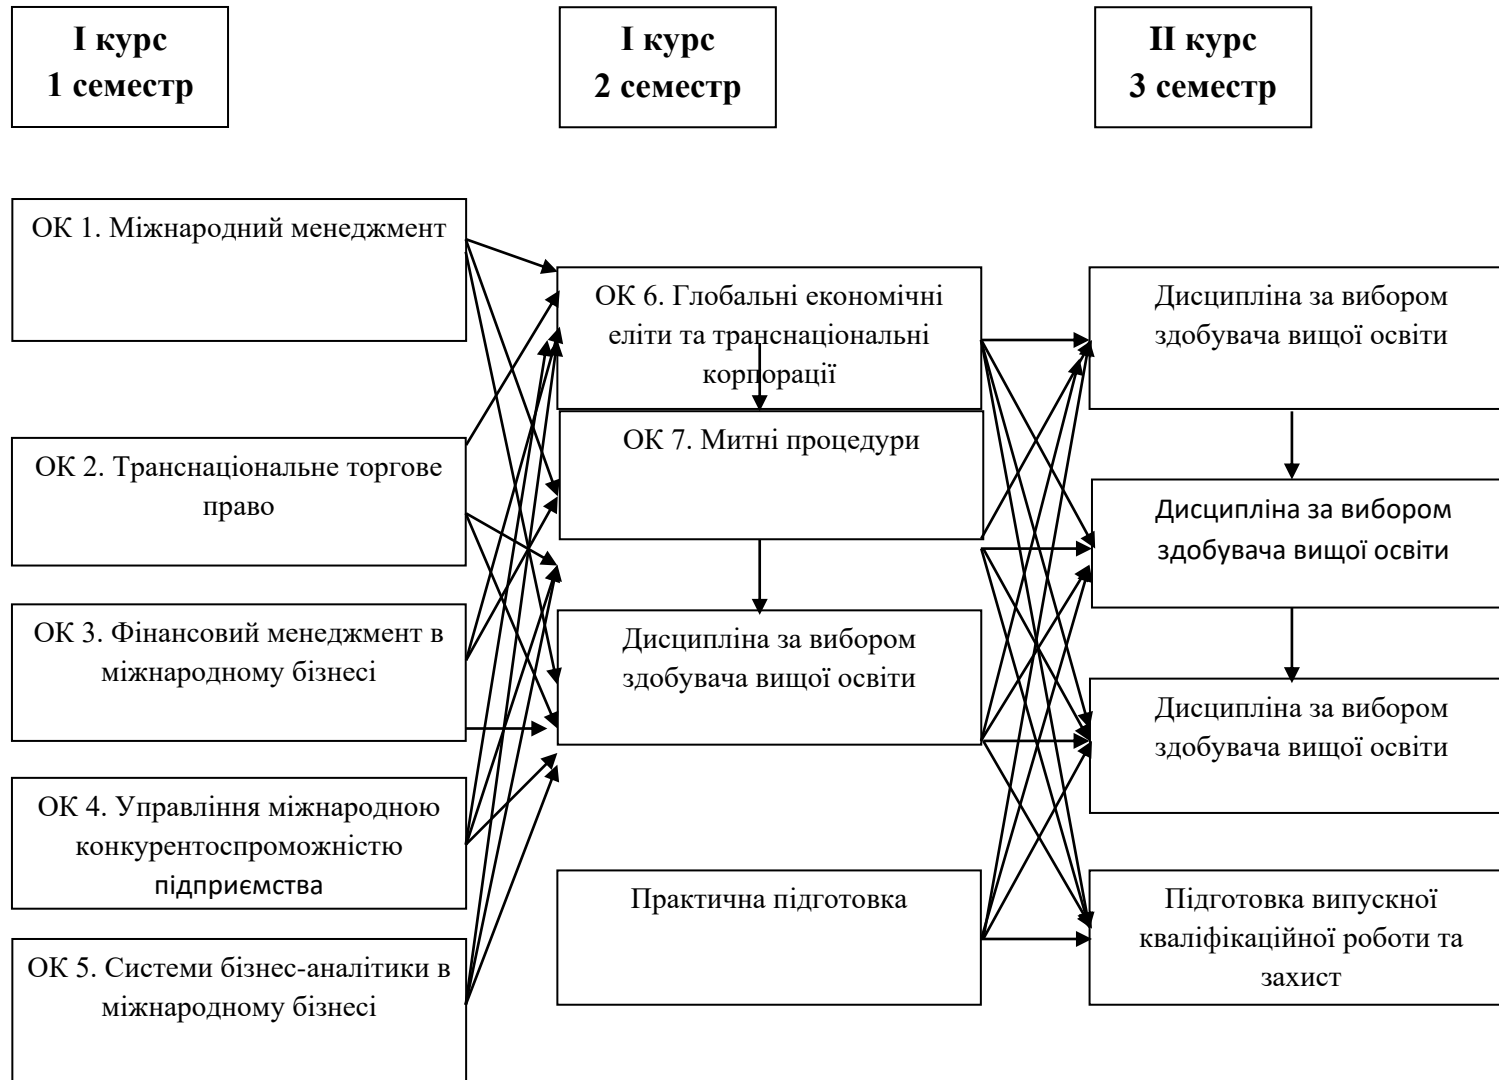 I курс
1 семестр
I курс
2 семестр
II курс
3 семестр
ОК 1. Міжнародний менеджмент
ОК 2. Транснаціональне торгове
право
ОК 3. Фінансовий менеджмент в
міжнародному бізнесі
ОК 4. Управління міжнародною
конкурентоспроможністю
підприємства
ОК 5. Системи бізнес-аналітики в
міжнародному бізнесі
ОК 6. Глобальні економічні
еліти та транснаціональні
корпорації
ОК 7. Митні процедури
Дисципліна за вибором
здобувача вищої освіти
Практична підготовка
Дисципліна за вибором
здобувача вищої освіти
Дисципліна за вибором
здобувача вищої освіти
Дисципліна за вибором
здобувача вищої освіти
Підготовка випускної
кваліфікаційної роботи та
захист